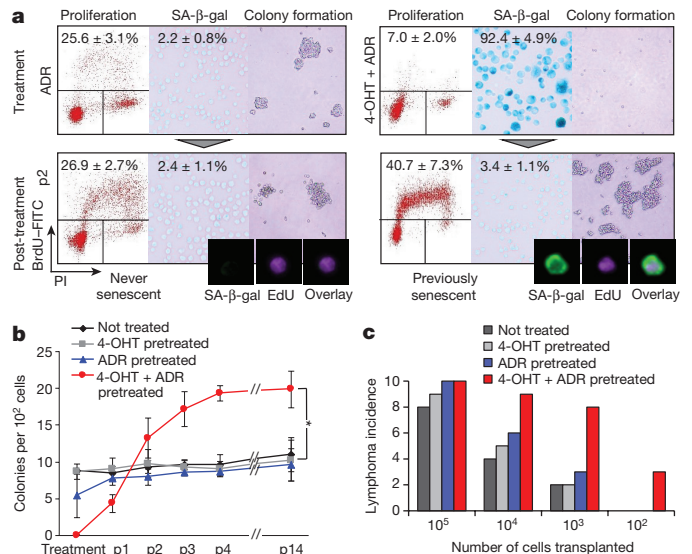 a
Proliferation SA-β-gal Colony formation
25.6 ± 3.1% 2.2 ± 0.8%
Treatment
ADR
Proliferation SA-β-gal Colony formation
7.0 ± 2.0% 92.4 ± 4.9%
4-OHT + ADR
26.9 ± 2.7% 2.4 ± 1.1%
Post-treatment p2
BrdU–FITC
PI
Never senescent
SA-β-gal EdU Overlay
40.7 ± 7.3% 3.4 ± 1.1%
Previously senescent
SA-β-gal EdU Overlay
b
Not treated
4-OHT pretreated
ADR pretreated
4-OHT + ADR
pretreated
Colonies per 10² cells
25
20
15
10
5
0
*
Treatment p1 p2 p3 p4 p14
c
Not treated
4-OHT pretreated
ADR pretreated
4-OHT + ADR pretreated
Lymphoma incidence
10
8
6
4
2
0
10⁵ 10⁴ 10³ 10²
Number of cells transplanted